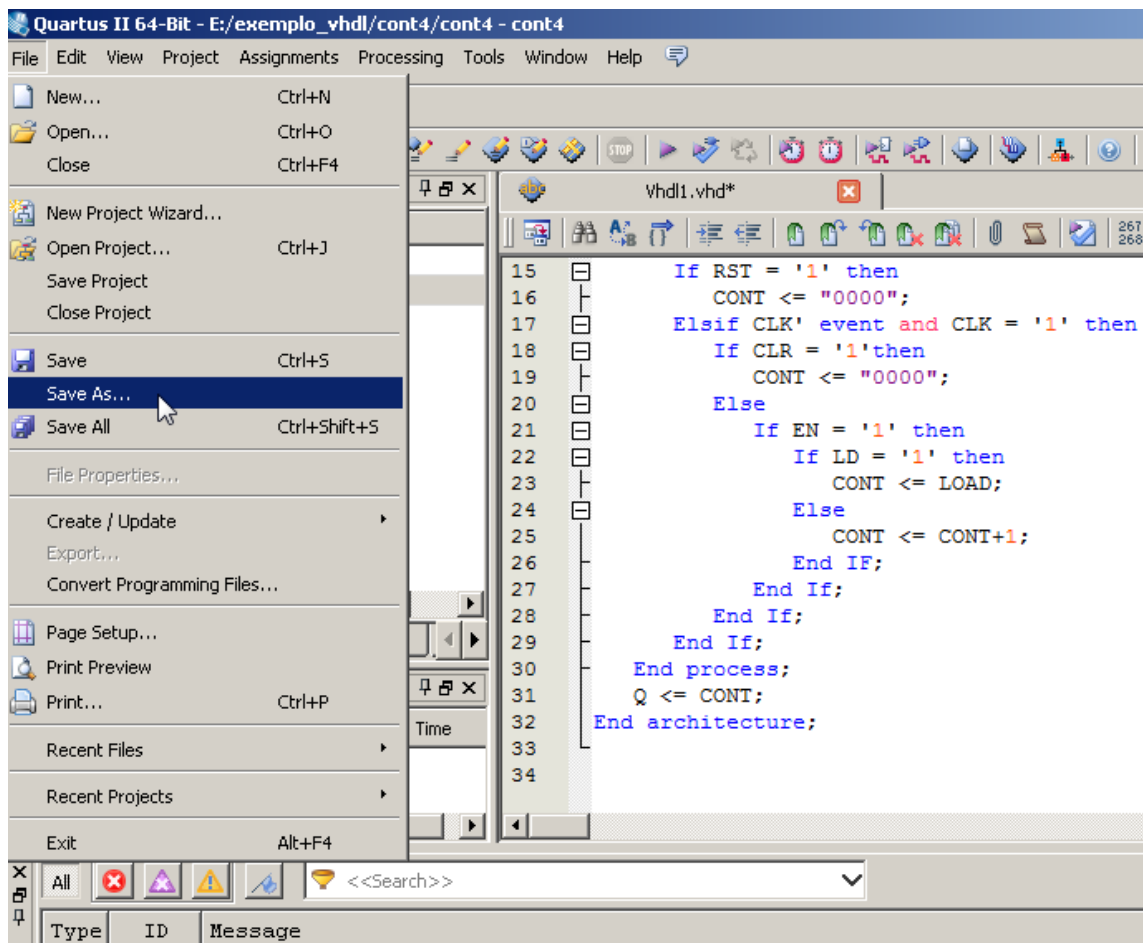 Quartus II 64-Bit - E:/exemplo_vhdl/cont4/cont4 - cont4
File Edit View Project Assignments Processing Tools Window Help
New... Ctrl+N
Open... Ctrl+O
Close Ctrl+F4
New Project Wizard...
Open Project... Ctrl+J
Save Project
Close Project
Save Ctrl+S
Save As...
Save All Ctrl+Shift+S
File Properties...
Create / Update
Export...
Convert Programming Files...
Page Setup...
Print Preview
Print... Ctrl+P
Recent Files
Recent Projects
Exit Alt+F4
STOP
abc Vhdl1.vhd*
267
268
15 If RST = '1' then
16 CONT <= "0000";
17 Elsif CLK' event and CLK = '1' then
18 If CLR = '1'then
19 CONT <= "0000";
20 Else
21 If EN = '1' then
22 If LD = '1' then
23 CONT <= LOAD;
24 Else
25 CONT <= CONT+1;
26 End IF;
27 End If;
28 End If;
29 End If;
30 End process;
31 Q <= CONT;
32 End architecture;
33
34
Time
All <<Search>>
Type ID Message